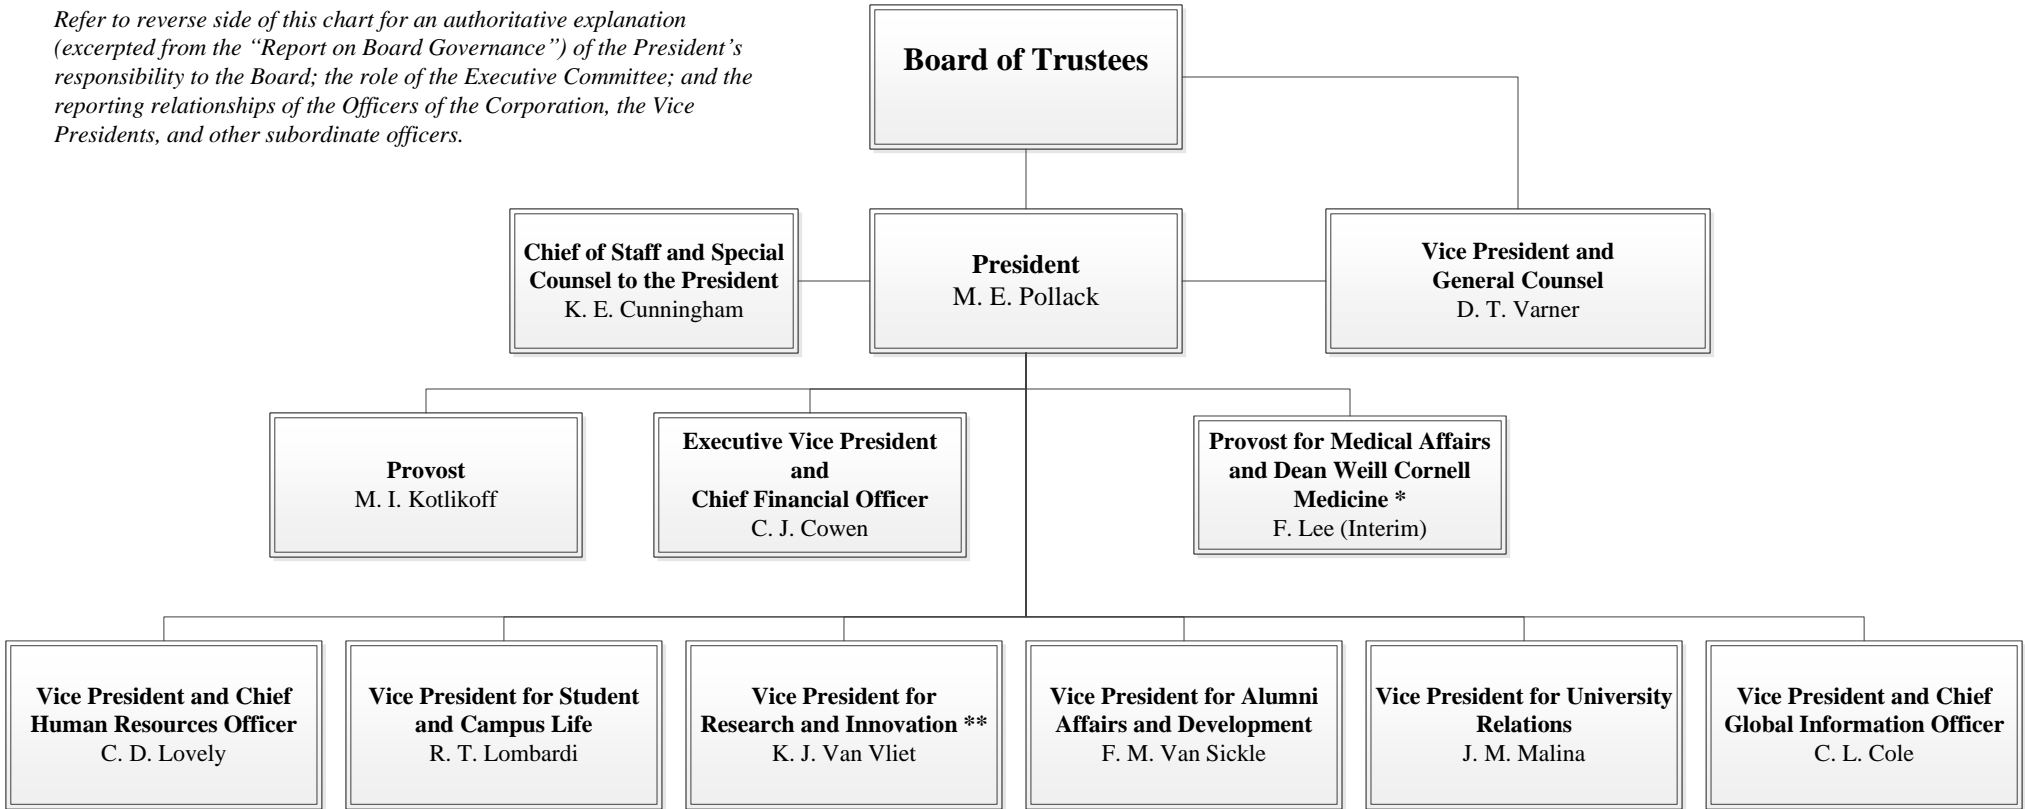 Refer to reverse side of this chart for an authoritative explanation
(excerpted from the “Report on Board Governance”) of the President’s
responsibility to the Board; the role of the Executive Committee; and the
reporting relationships of the Officers of the Corporation, the Vice
Presidents, and other subordinate officers.
Board of Trustees
Chief of Staff and Special
Counsel to the President
K. E. Cunningham
President
M. E. Pollack
Vice President and
General Counsel
D. T. Varner
Provost
M. I. Kotlikoff
Executive Vice President
and
Chief Financial Officer
C. J. Cowen
Provost for Medical Affairs
and Dean Weill Cornell
Medicine *
F. Lee (Interim)
Vice President and Chief
Human Resources Officer
C. D. Lovely
Vice President for Student
and Campus Life
R. T. Lombardi
Vice President for
Research and Innovation **
K. J. Van Vliet
Vice President for Alumni
Affairs and Development
F. M. Van Sickle
Vice President for University
Relations
J. M. Malina
Vice President and Chief
Global Information Officer
C. L. Cole